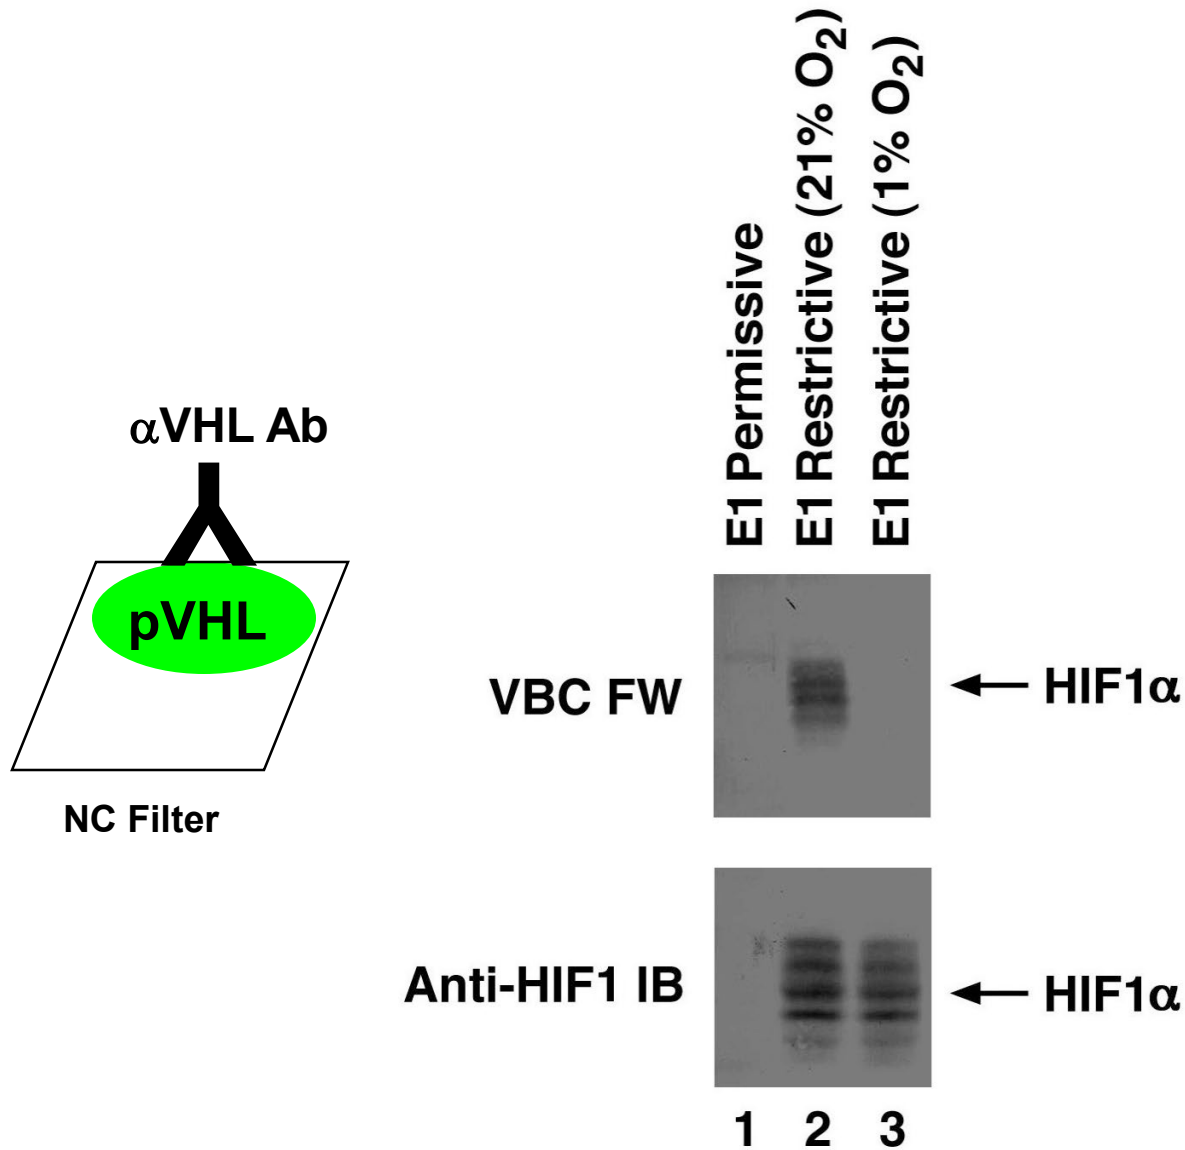 E1 Permissive
E1 Restrictive (21% O₂)
E1 Restrictive (1% O₂)
αVHL Ab
pVHL
NC Filter
VBC FW
HIF1α
Anti-HIF1 IB
HIF1α
1 2 3